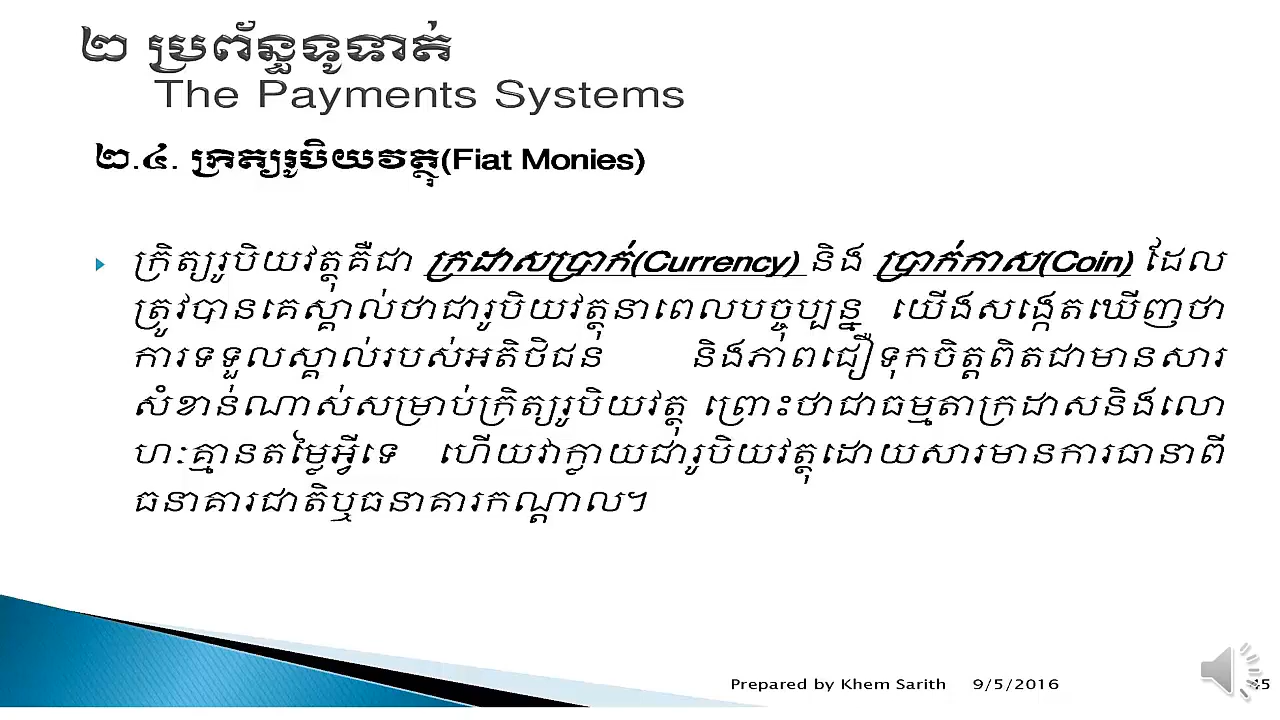 ២ ប្រព័ន្ធទូទាត់
The Payments Systems
២.៤. ក្រិត្យរូបិយវត្ថុ(Fiat Monies)
ក្រិត្យរូបិយវត្ថុគឺជា ក្រដាសប្រាក់(Currency) និង ប្រាក់កាស(Coin) ដែល
ត្រូវបានគេស្គាល់ថាជារូបិយវត្ថុនាពេលបច្ចុប្បន្ន យើងសង្កេតឃើញថា
ការទទួលស្គាល់របស់អតិថិជន និងភាពជឿទុកចិត្តពិតជាមានសារ
សំខាន់ណាស់សម្រាប់ក្រិត្យរូបិយវត្ថុ ព្រោះថាជាធម្មតាក្រដាសនិងលោ
ហៈគ្មានតម្លៃអ្វីទេ ហើយវាក្លាយជារូបិយវត្ថុដោយសារមានការធានាពី
ធនាគារជាតិឬធនាគារកណ្តាល។
Prepared by Khem Sarith 9/5/2016 45